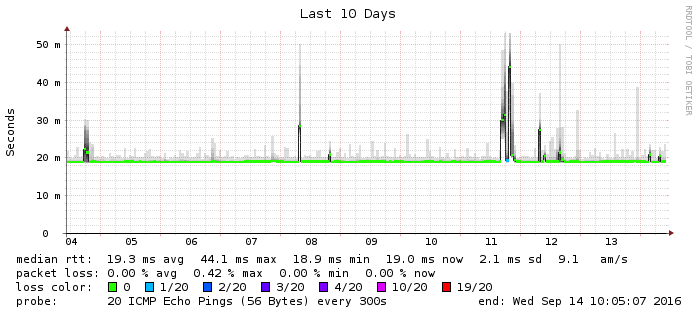 Last 10 Days
RRDTOOL / TOBI OETIKER
Seconds
50 m
40 m
30 m
20 m
10 m
0
04 05 06 07 08 09 10 11 12 13
median rtt: 19.3 ms avg 44.1 ms max 18.9 ms min 19.0 ms now 2.1 ms sd 9.1 am/s
packet loss: 0.00 % avg 0.42 % max 0.00 % min 0.00 % now
loss color: 0 1/20 2/20 3/20 4/20 10/20 19/20
probe: 20 ICMP Echo Pings (56 Bytes) every 300s end: Wed Sep 14 10:05:07 2016